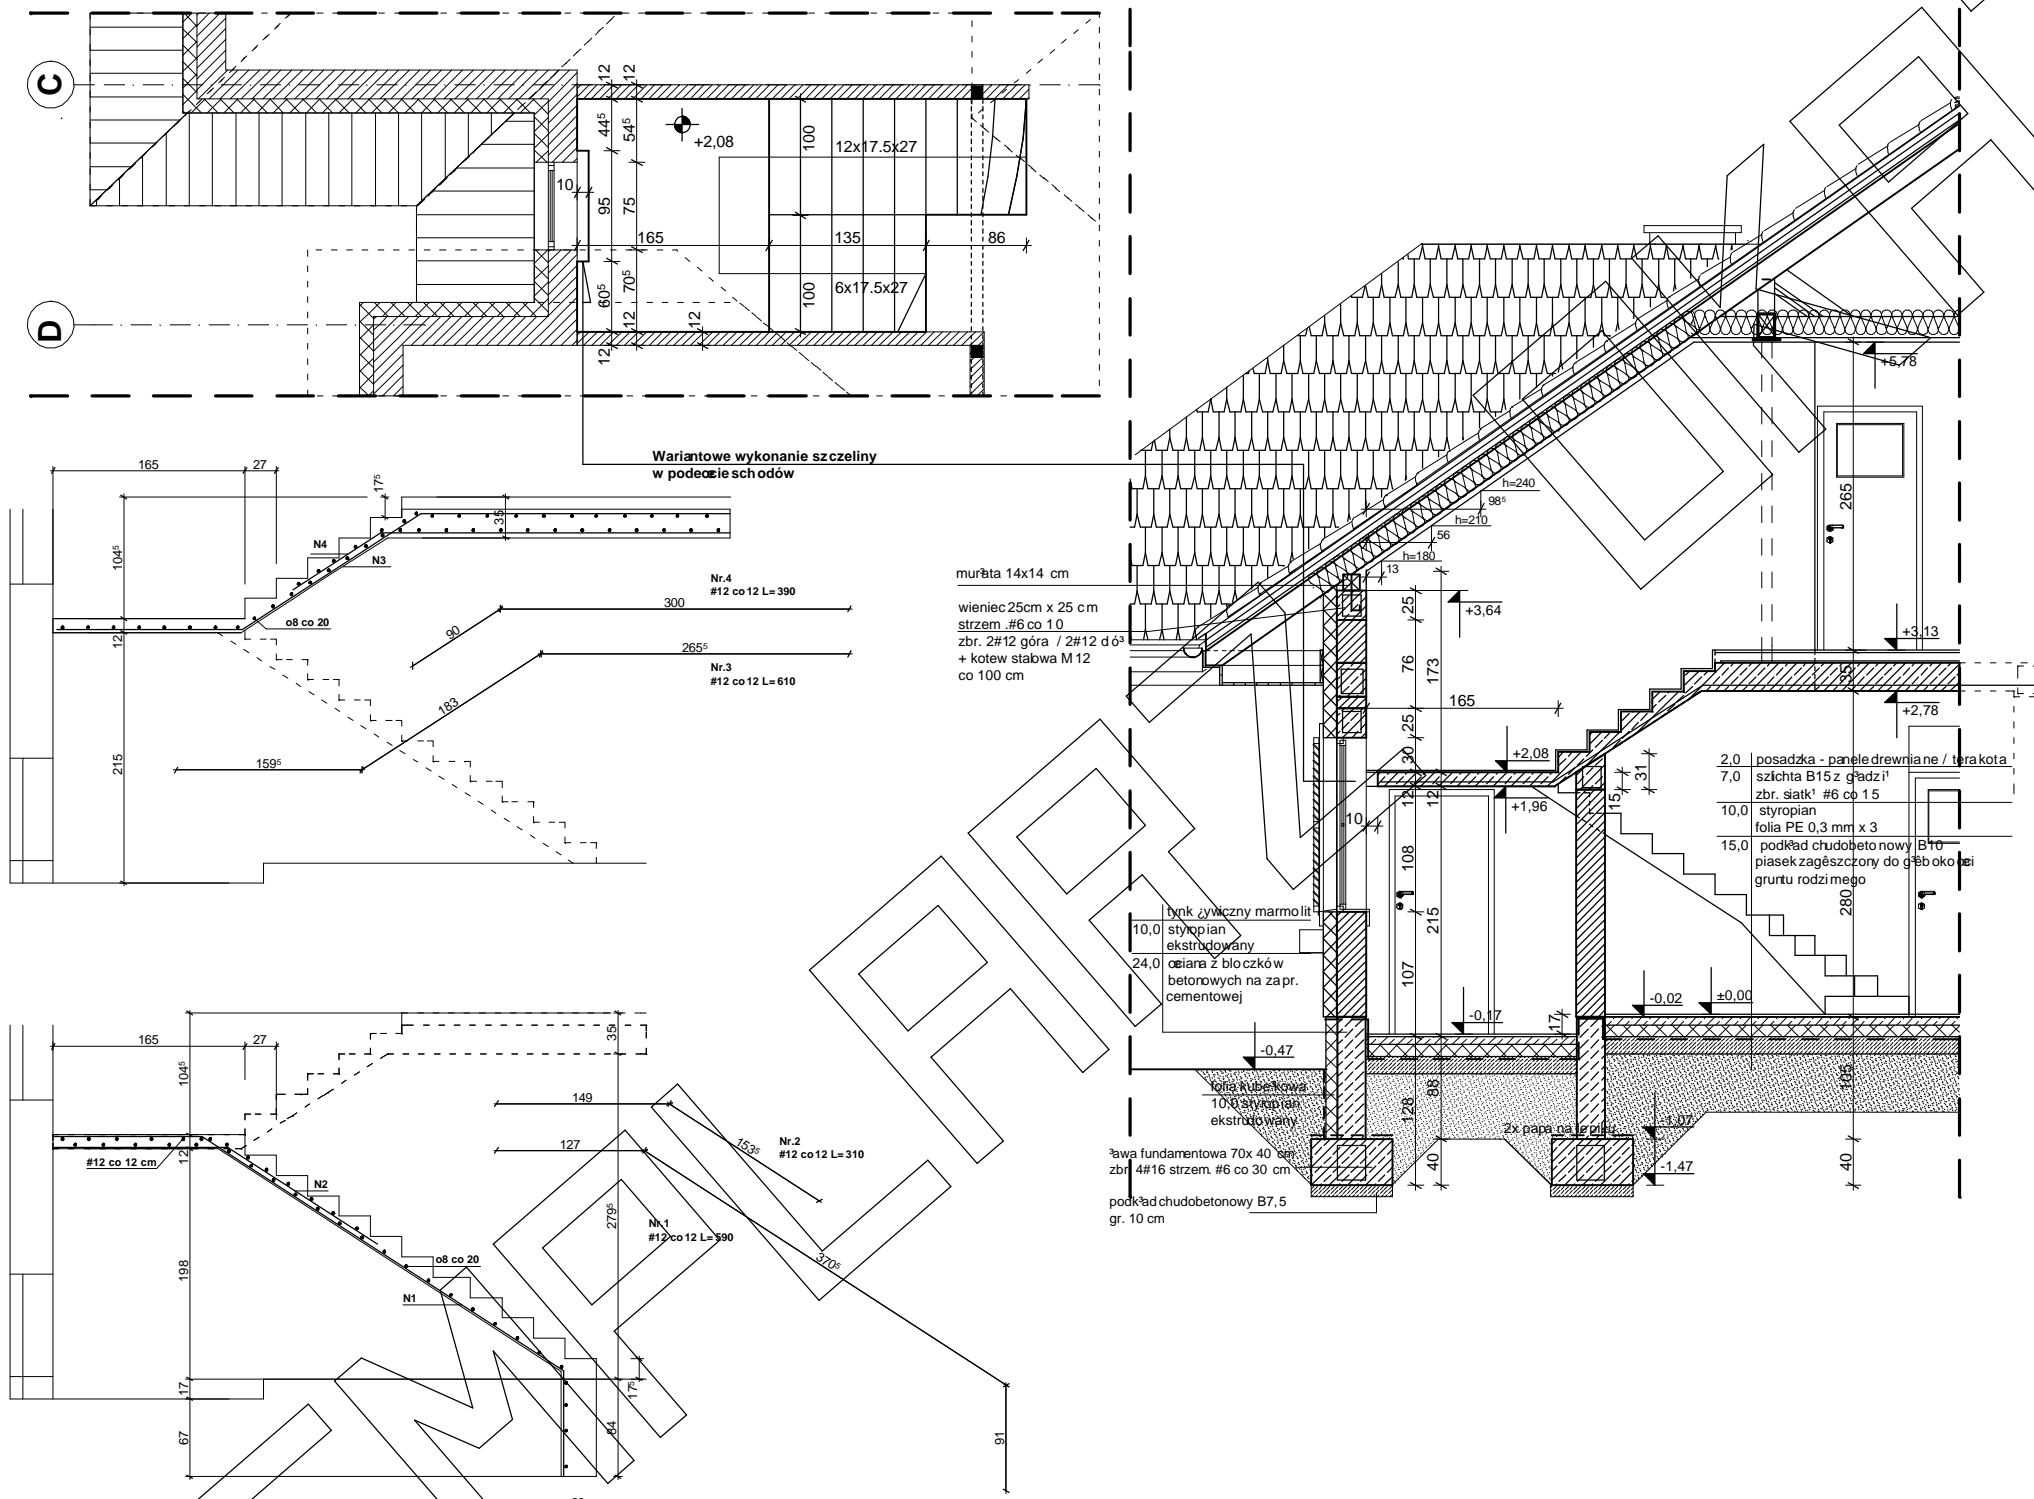 C
D
12
12
44⁵
54⁵
+2,08
100
12x17.5x27
10
95
75
165
135
86
60⁵
70⁵
100
6x17.5x27
12
12
12
Wariantowe wykonanie szczeliny
w podeœcie schodów
165
27
17⁵
35
104⁵
N4
N3
o8 co 20
12
215
Nr.4
#12 co 12 L=390
300
90
265⁵
Nr.3
#12 co 12 L=610
183
159⁵
165
27
104⁵
35
12
#12 co 12 cm
N2
198
o8 co 20
N1
279⁵
17
17⁵
67
84
149
127
153⁵
Nr.2
#12 co 12 L=310
Nr.1
#12 co 12 L=590
370⁵
91
mur³ata 14x14 cm
wieniec 25cm x 25 cm
strzem .#6 co 10
zbr. 2#12 góra / 2#12 dó³
+ kotew stalowa M12
co 100 cm
h=240
98⁵
h=210
56
h=180
13
+5,78
265
25
+3,64
76
173
+3,13
35
165
+2,78
25
30
+2,08
31
12
12
+1,96
15
10
108
215
280
107
2,0 posadzka - panele drewniane / terakota
7,0 szlichta B15 z g³adzi¹
zbr. siatk¹ #6 co 15
10,0 styropian
folia PE 0,3 mm x 3
15,0 podk³ad chudobetonowy B10
piasek zagêszczony do g³êbokoœci
gruntu rodzimego
tynk ¿ywiczny marmolit
10,0 styropian
ekstrudowany
24,0 œciana z bloczków
betonowych na zapr.
cementowej
-0,02
±0,00
-0,17
17
-0,47
folia kube³kowa
10,0 styropian
ekstrudowany
128
88
105
2x papa na lepiku
-1,07
³awa fundamentowa 70x 40 cm
zbr. 4#16 strzem. #6 co 30 cm
40
-1,47
40
podk³ad chudobetonowy B7,5
gr. 10 cm